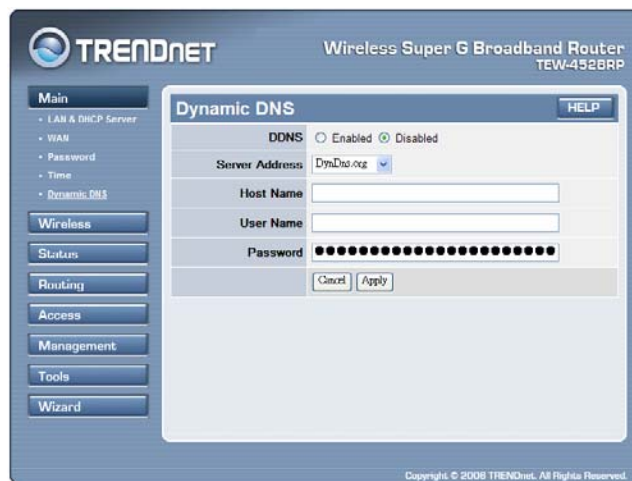 TRENDNET
Wireless Super G Broadband Router
TEW-452BRP
Main
• LAN & DHCP Server
• WAN
• Password
• Time
• Dynamic DNS
Wireless
Status
Routing
Access
Management
Tools
Wizard
Dynamic DNS
HELP
DDNS Enabled Disabled
Server Address DynDns.org
Host Name
User Name
Password ●●●●●●●●●●●●●●●●●●●●●●
Cancel Apply
Copyright © 2006 TRENDnet. All Rights Reserved.